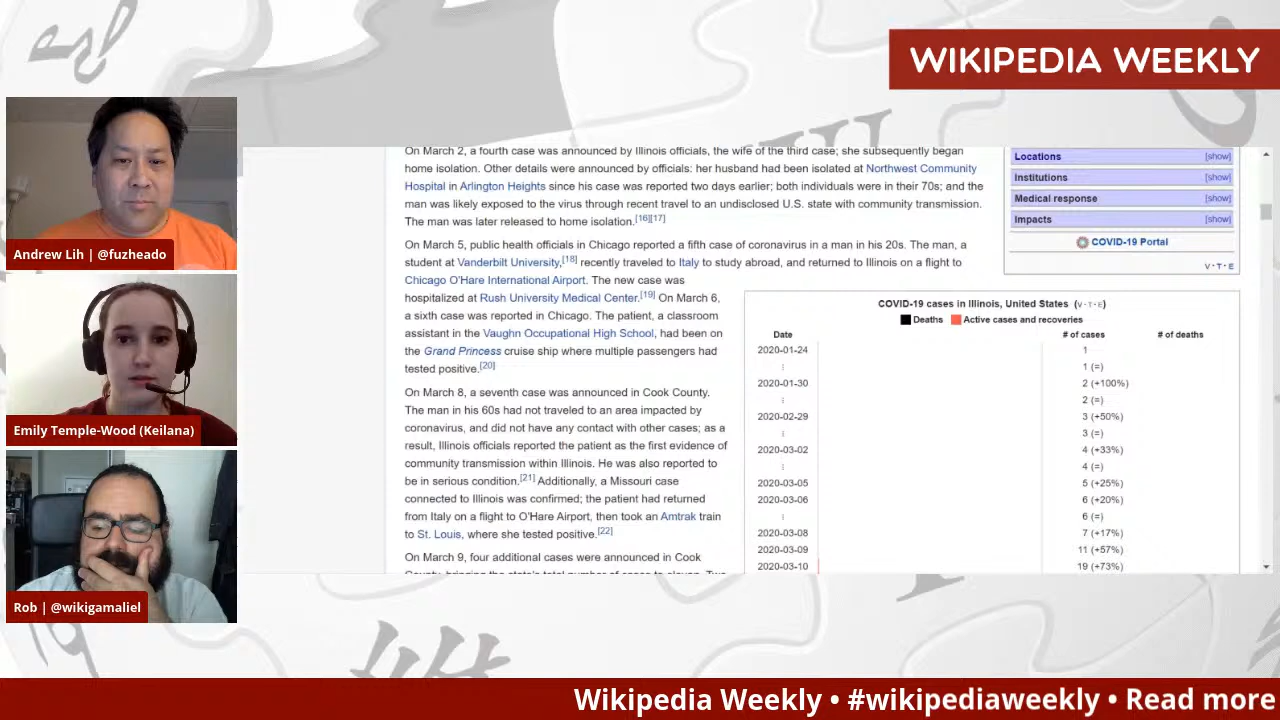 WIKIPEDIA WEEKLY
Andrew Lih | @fuzheado
Emily Temple-Wood (Keilana)
Rob | @wikigamaliel
On March 2, a fourth case was announced by Illinois officials, the wife of the third case; she subsequently began
home isolation. Other details were announced by officials: her husband had been isolated at Northwest Community
Hospital in Arlington Heights since his case was reported two days earlier; both individuals were in their 70s; and the
man was likely exposed to the virus through recent travel to an undisclosed U.S. state with community transmission.
The man was later released to home isolation.[16][17]
On March 5, public health officials in Chicago reported a fifth case of coronavirus in a man in his 20s. The man, a
student at Vanderbilt University,[18] recently traveled to Italy to study abroad, and returned to Illinois on a flight to
Chicago O'Hare International Airport. The new case was
hospitalized at Rush University Medical Center.[19] On March 6,
a sixth case was reported in Chicago. The patient, a classroom
assistant in the Vaughn Occupational High School, had been on
the Grand Princess cruise ship where multiple passengers had
tested positive.[20]
On March 8, a seventh case was announced in Cook County.
The man in his 60s had not traveled to an area impacted by
coronavirus, and did not have any contact with other cases; as a
result, Illinois officials reported the patient as the first evidence of
community transmission within Illinois. He was also reported to
be in serious condition.[21] Additionally, a Missouri case
connected to Illinois was confirmed; the patient had returned
from Italy on a flight to O'Hare Airport, then took an Amtrak train
to St. Louis, where she tested positive.[22]
On March 9, four additional cases were announced in Cook
County, bringing the state's total number of cases to eleven. Two
Locations [show]
Institutions [show]
Medical response [show]
Impacts [show]
COVID-19 Portal
V·T·E
COVID-19 cases in Illinois, United States (V·T·E)
Deaths Active cases and recoveries
Date # of cases # of deaths
2020-01-24 1
⋮ 1 (=)
2020-01-30 2 (+100%)
⋮ 2 (=)
2020-02-29 3 (+50%)
⋮ 3 (=)
2020-03-02 4 (+33%)
⋮ 4 (=)
2020-03-05 5 (+25%)
2020-03-06 6 (+20%)
⋮ 6 (=)
2020-03-08 7 (+17%)
2020-03-09 11 (+57%)
2020-03-10 19 (+73%)
Wikipedia Weekly • #wikipediaweekly • Read more